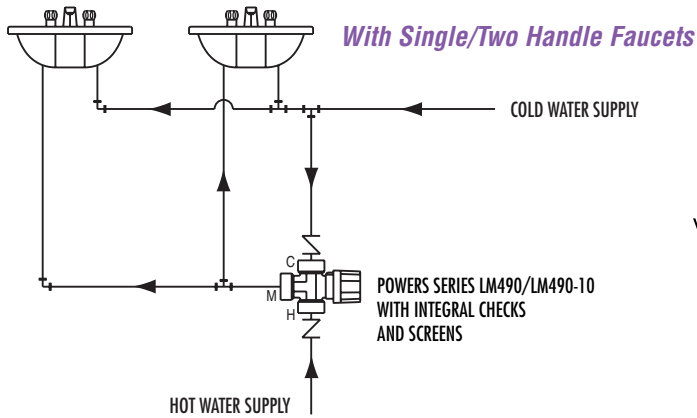 With Single/Two Handle Faucets
COLD WATER SUPPLY
C
M
H
POWERS SERIES LM490/LM490-10
WITH INTEGRAL CHECKS
AND SCREENS
HOT WATER SUPPLY